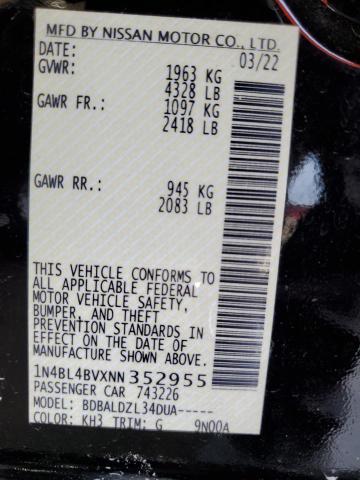 MFD BY NISSAN MOTOR CO., LTD.
DATE: 03/22
GVWR: 1963 KG
4328 LB
GAWR FR.: 1097 KG
2418 LB
GAWR RR.: 945 KG
2083 LB
THIS VEHICLE CONFORMS TO
ALL APPLICABLE FEDERAL
MOTOR VEHICLE SAFETY,
BUMPER, AND THEFT
PREVENTION STANDARDS IN
EFFECT ON THE DATE OF
MANUFACTURE SHOWN ABOVE.
1N4BL4BVXNN352955
PASSENGER CAR 743226
MODEL: BDBALDZL34DUA-----
COLOR: KH3 TRIM: G 9N00A